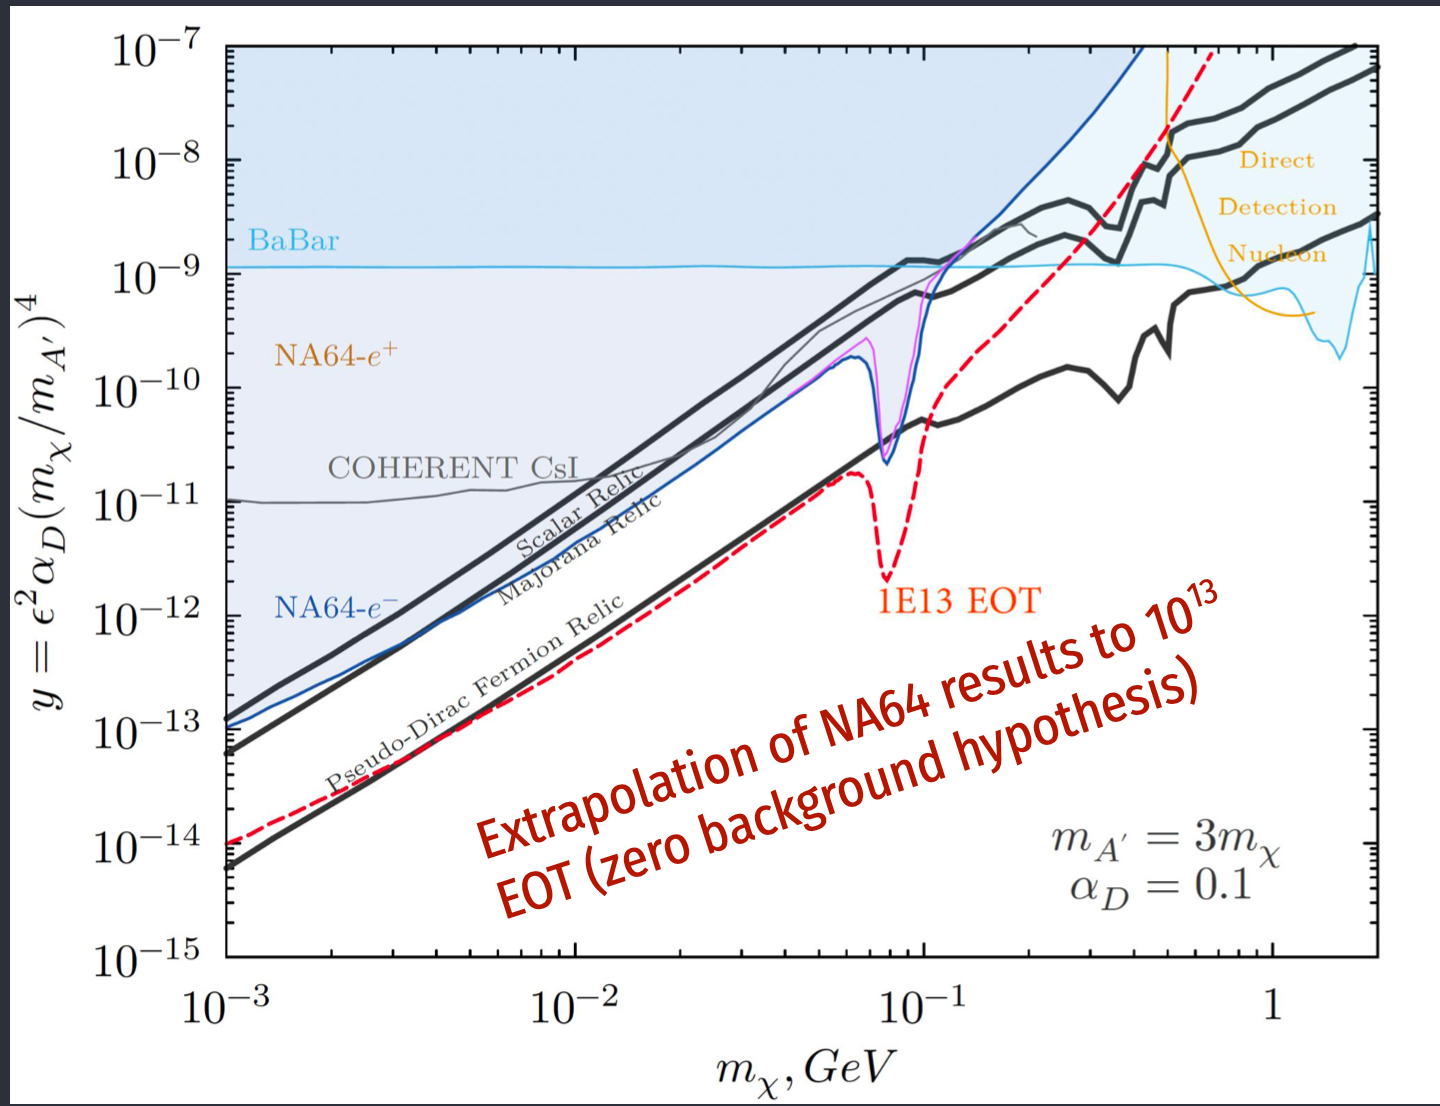 10⁻⁷
10⁻⁸
10⁻⁹
10⁻¹⁰
10⁻¹¹
10⁻¹²
10⁻¹³
10⁻¹⁴
10⁻¹⁵
y = ϵ²α_D(m_χ/m_A′)⁴
BaBar
NA64-e⁺
COHERENT CsI
NA64-e⁻
Scalar Relic
Majorana Relic
Pseudo-Dirac Fermion Relic
Direct
Detection
Nucleon
1E13 EOT
Extrapolation of NA64 results to 10¹³
EOT (zero background hypothesis)
m_A′ = 3m_χ
α_D = 0.1
10⁻³
10⁻²
10⁻¹
1
m_χ, GeV